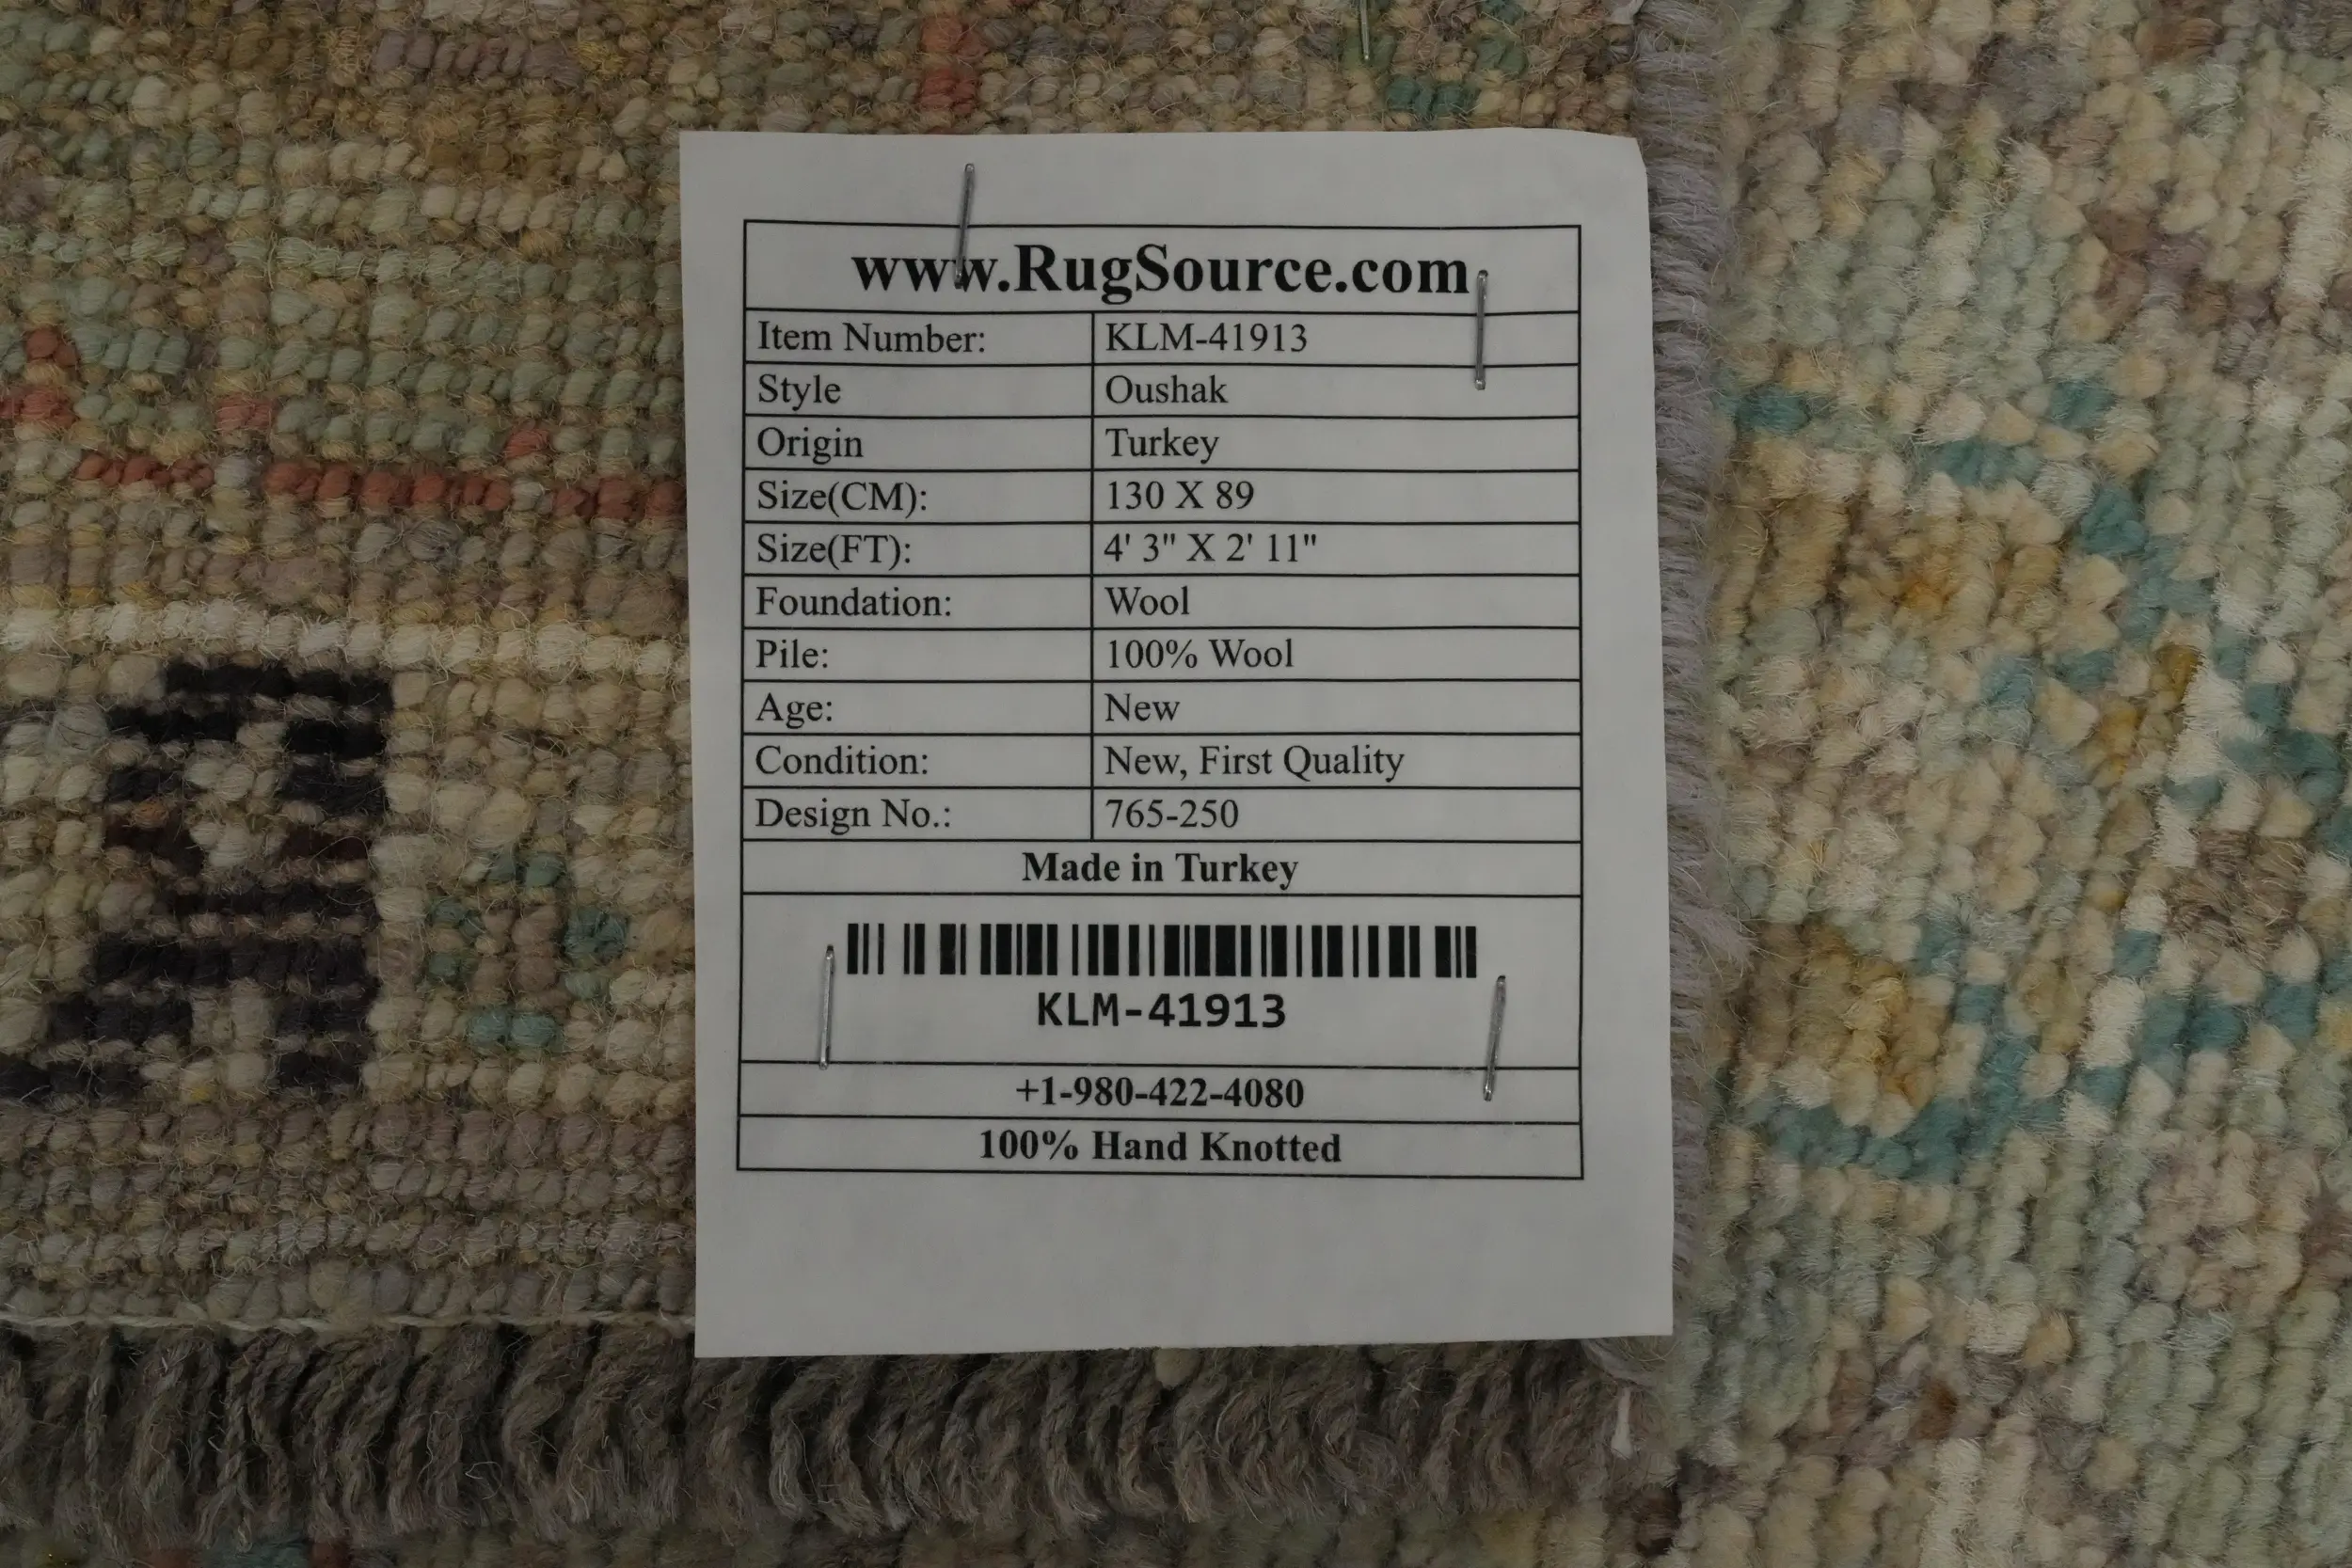 www.RugSource.com
Item Number: KLM-41913
Style Oushak
Origin Turkey
Size(CM): 130 X 89
Size(FT): 4' 3" X 2' 11"
Foundation: Wool
Pile: 100% Wool
Age: New
Condition: New, First Quality
Design No.: 765-250
Made in Turkey
KLM-41913
+1-980-422-4080
100% Hand Knotted